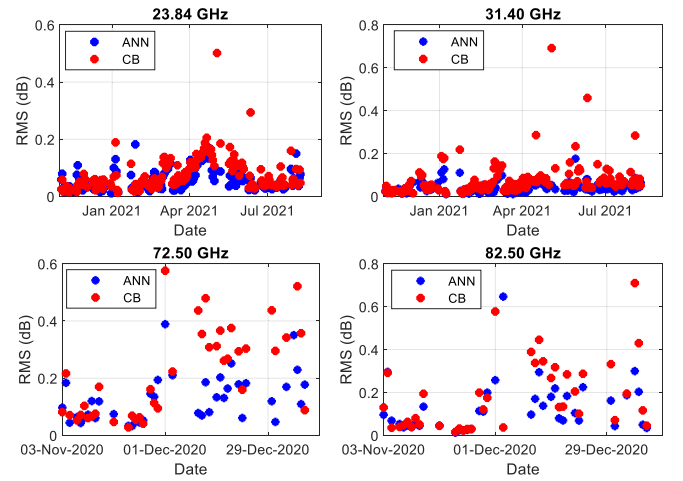 23.84 GHz
0.6
0.4
0.2
0
RMS (dB)
ANN
CB
Jan 2021
Apr 2021
Jul 2021
Date
31.40 GHz
0.8
0.6
0.4
0.2
0
RMS (dB)
ANN
CB
Jan 2021
Apr 2021
Jul 2021
Date
72.50 GHz
0.6
0.4
0.2
0
RMS (dB)
ANN
CB
03-Nov-2020
01-Dec-2020
29-Dec-2020
Date
82.50 GHz
0.8
0.6
0.4
0.2
0
RMS (dB)
ANN
CB
03-Nov-2020
01-Dec-2020
29-Dec-2020
Date